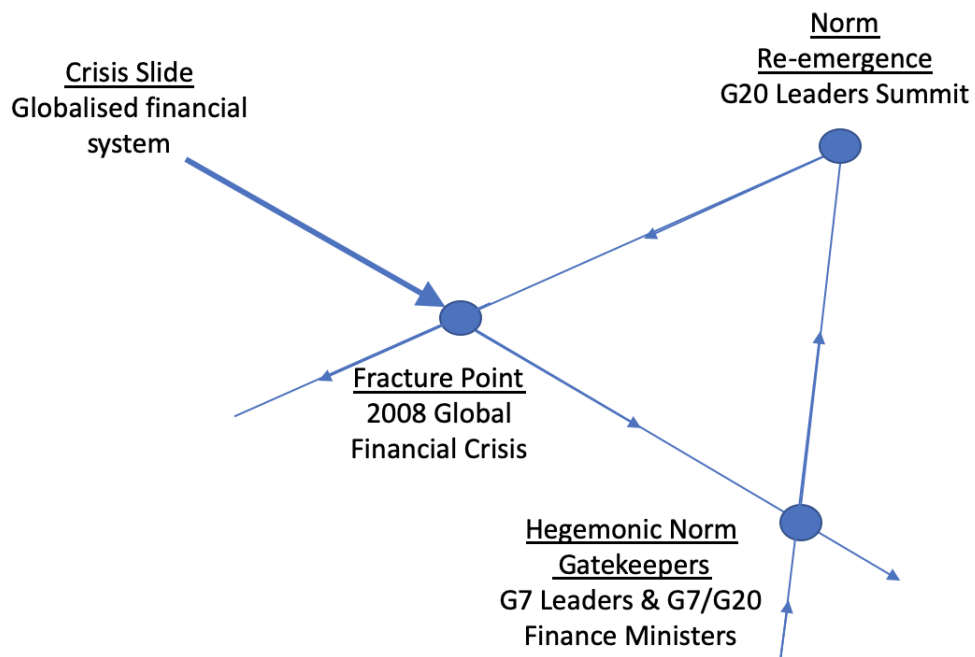 Crisis Slide
Globalised financial
system
Norm
Re-emergence
G20 Leaders Summit
Fracture Point
2008 Global
Financial Crisis
Hegemonic Norm
Gatekeepers
G7 Leaders & G7/G20
Finance Ministers